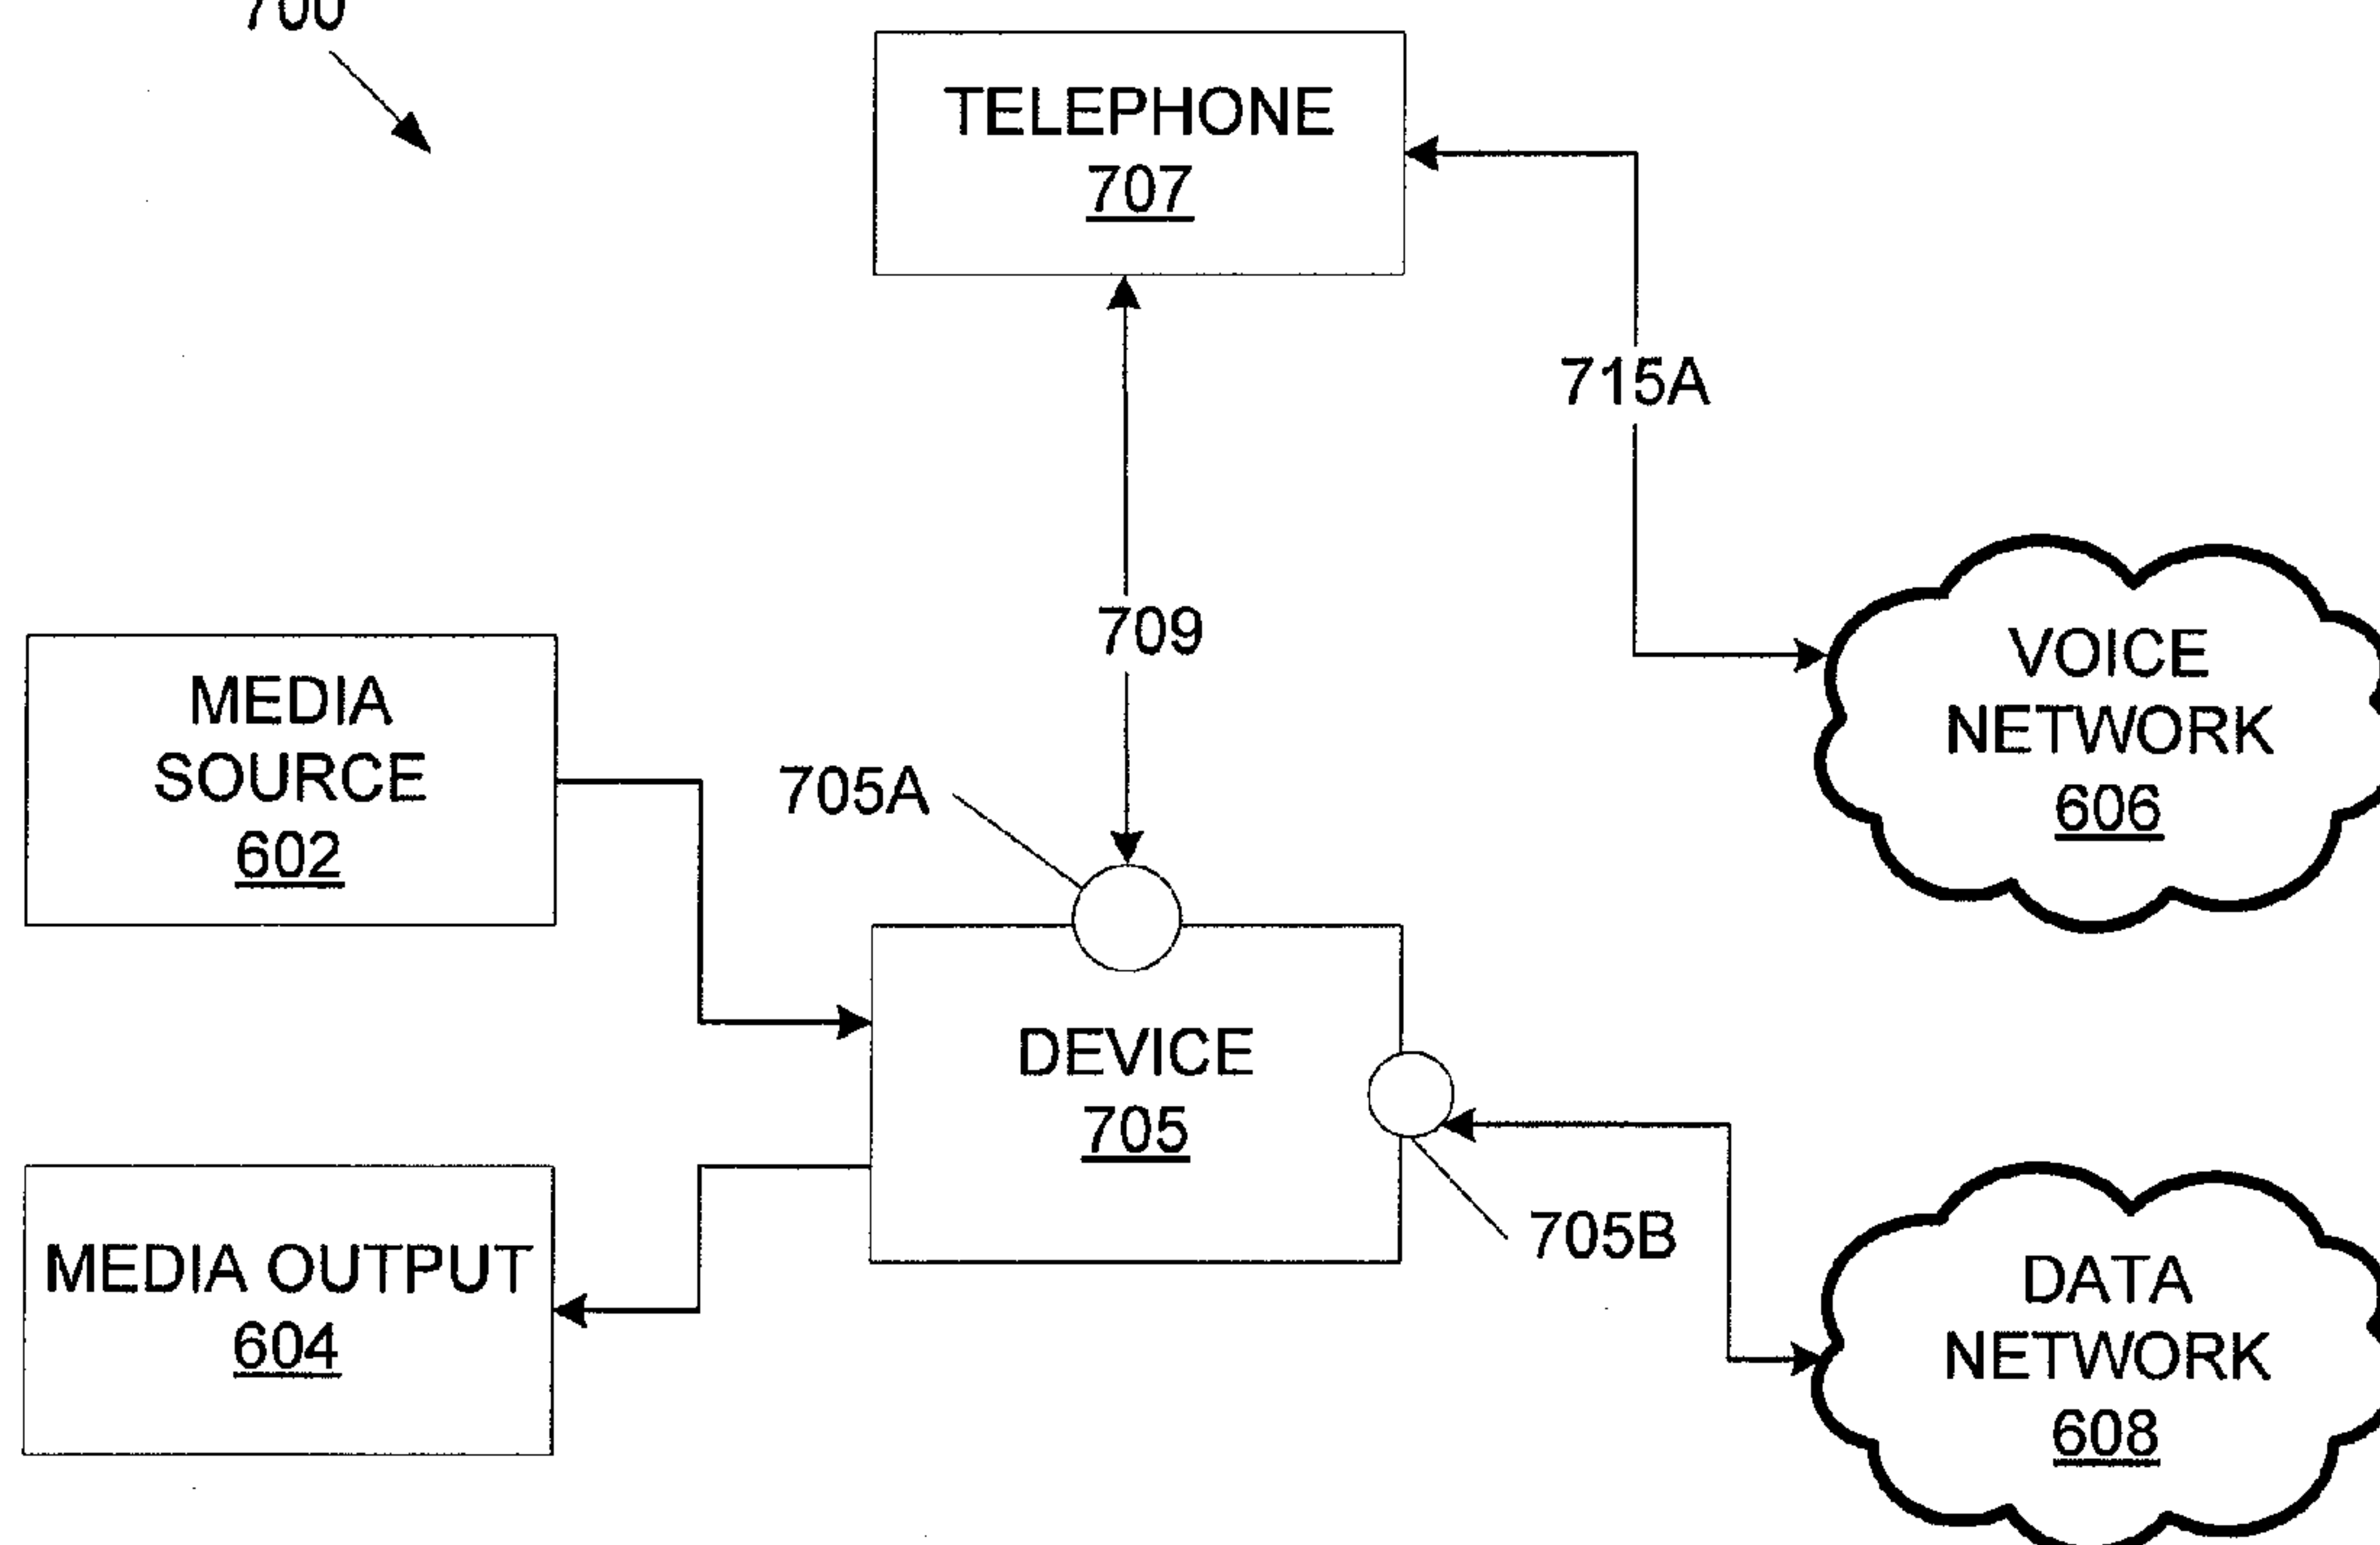 700
TELEPHONE
707
715A
709
VOICE
NETWORK
606
MEDIA
SOURCE
602
705A
DEVICE
705
705B
MEDIA OUTPUT
604
DATA
NETWORK
608